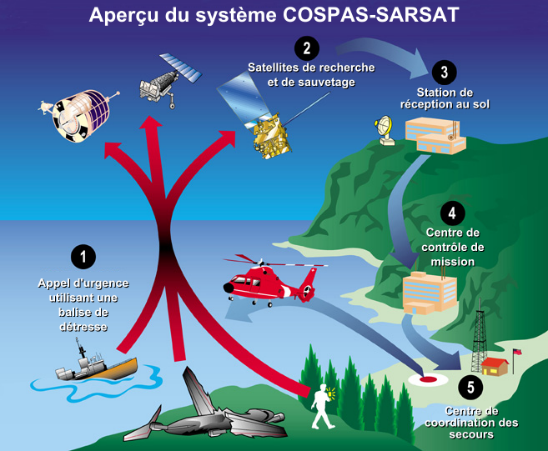 Aperçu du système COSPAS-SARSAT
1
Appel d'urgence
utilisant une
balise de
détresse
2
Satellites de recherche
et de sauvetage
3
Station de
réception au sol
4
Centre de
contrôle de
mission
5
Centre de
coordination des
secours